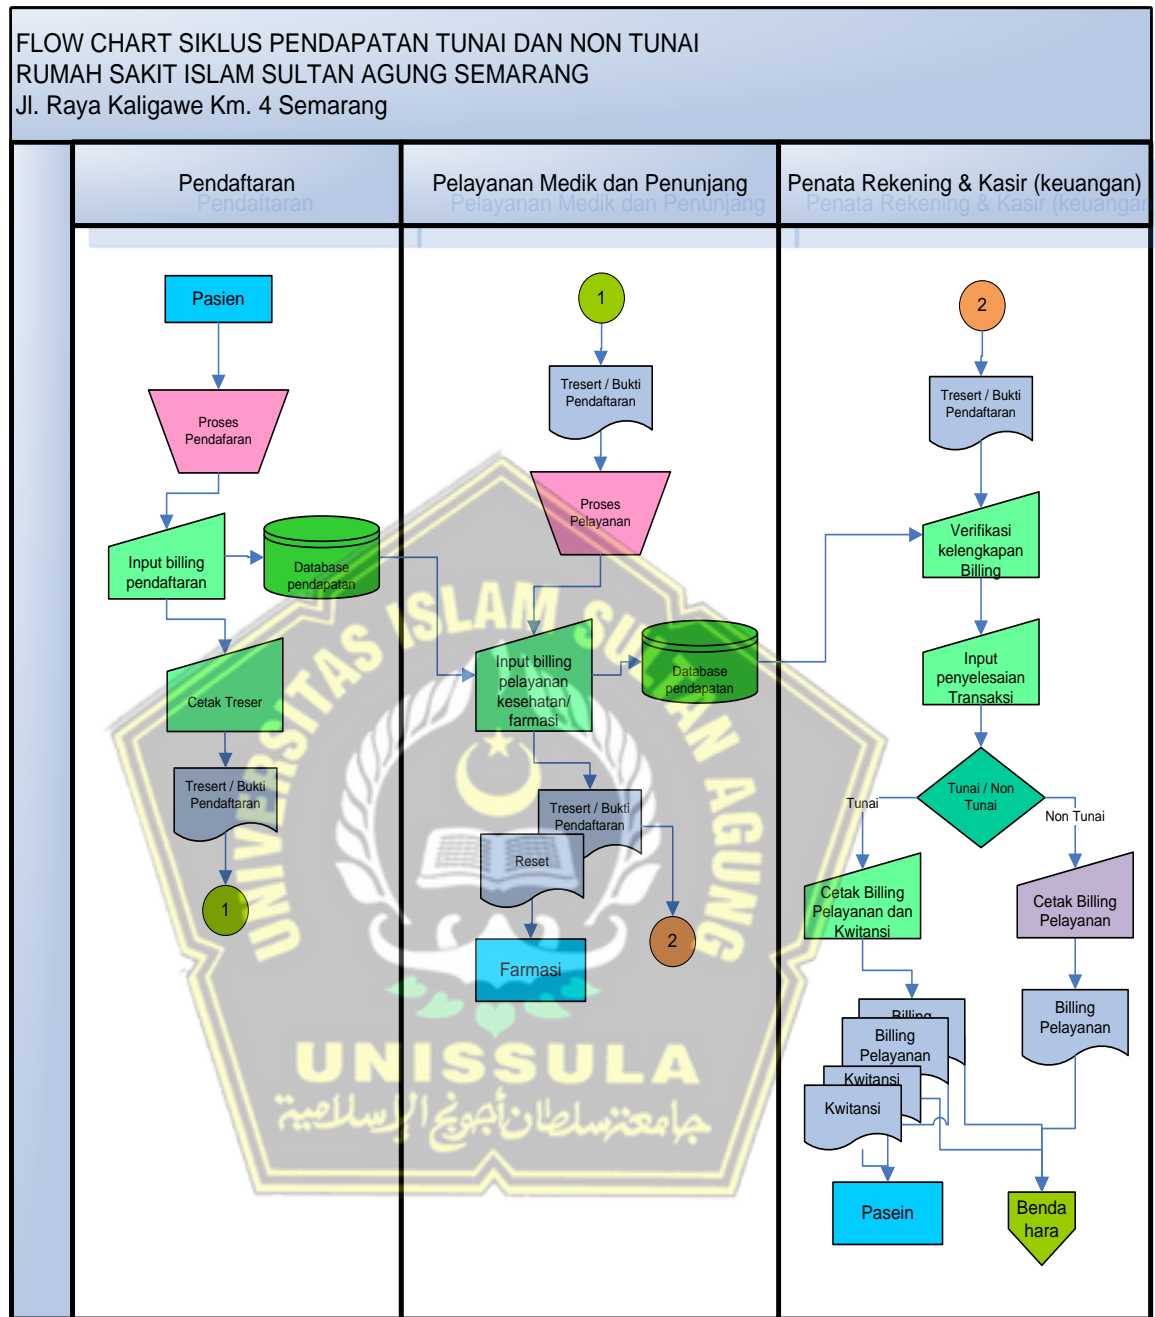 FLOW CHART SIKLUS PENDAPATAN TUNAI DAN NON TUNAI
RUMAH SAKIT ISLAM SULTAN AGUNG SEMARANG
Jl. Raya Kaligawe Km. 4 Semarang
Pendaftaran
Pendaftaran
Pelayanan Medik dan Penunjang
Pelayanan Medik dan Penunjang
Penata Rekening & Kasir (keuangan)
Penata Rekening & Kasir (keuangan
Pasien
Proses
Pendafaran
Input billing
pendaftaran
Database
pendapatan
Cetak Treser
Tresert / Bukti
Pendaftaran
1
1
Tresert / Bukti
Pendaftaran
Proses
Pelayanan
Input billing
pelayanan
kesehatan/
farmasi
Database
pendapatan
Tresert / Bukti
Pendaftaran
Reset
Farmasi
2
2
Tresert / Bukti
Pendaftaran
Verifikasi
kelengkapan
Billing
Input
penyelesaian
Transaksi
Tunai / Non
Tunai
Tunai
Non Tunai
Cetak Billing
Pelayanan dan
Kwitansi
Cetak Billing
Pelayanan
Billing
Billing
Pelayanan
Kwitansi
Kwitansi
Billing
Pelayanan
Pasein
Benda
hara
UNIVERSITAS ISLAM SULTAN AGUNG
UNISSULA
جامعة سلطان أجونج الإسلامية